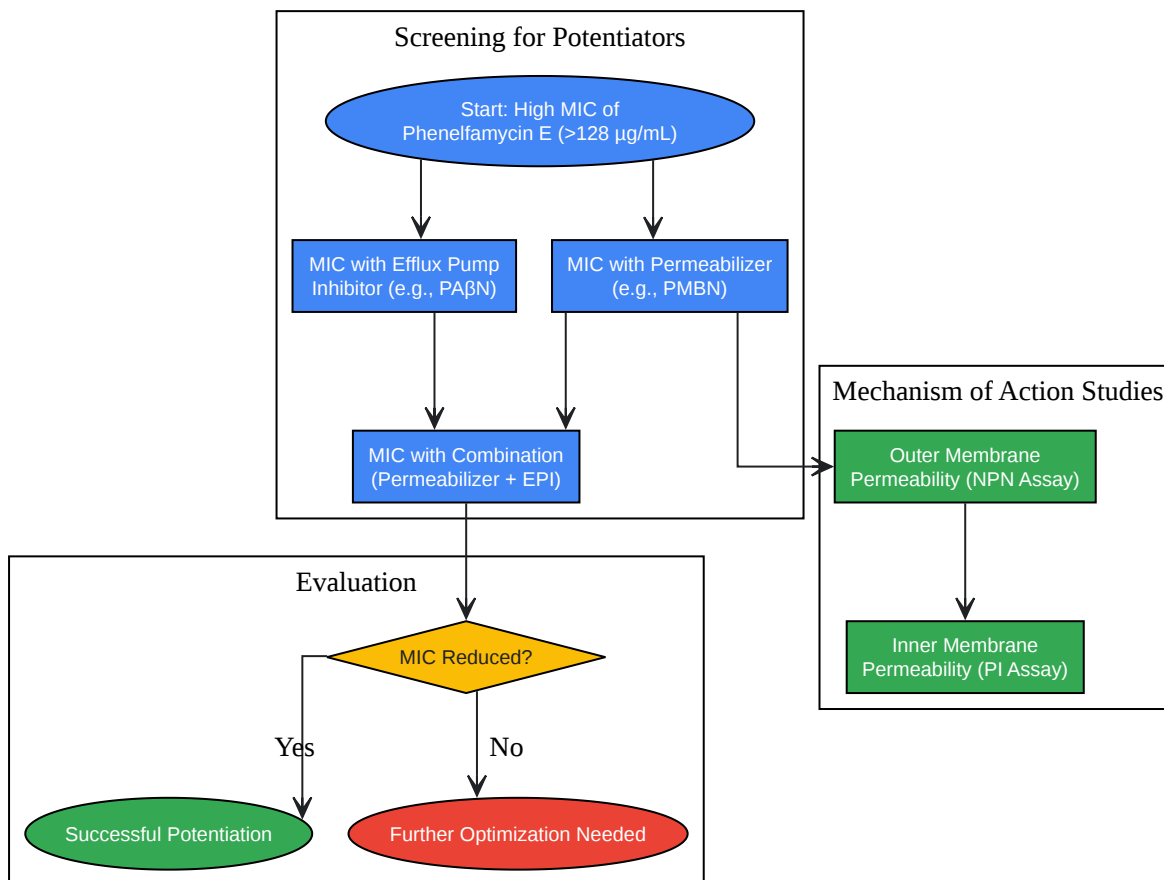 Screening for Potentiators
Start: High MIC of
Phenelfamycin E (>128 µg/mL)
MIC with Efflux Pump
Inhibitor (e.g., PAβN)
MIC with Permeabilizer
(e.g., PMBN)
MIC with Combination
(Permeabilizer + EPI)
Mechanism of Action Studies
Outer Membrane
Permeability (NPN Assay)
Inner Membrane
Permeability (PI Assay)
Evaluation
MIC Reduced?
Yes
No
Successful Potentiation
Further Optimization Needed